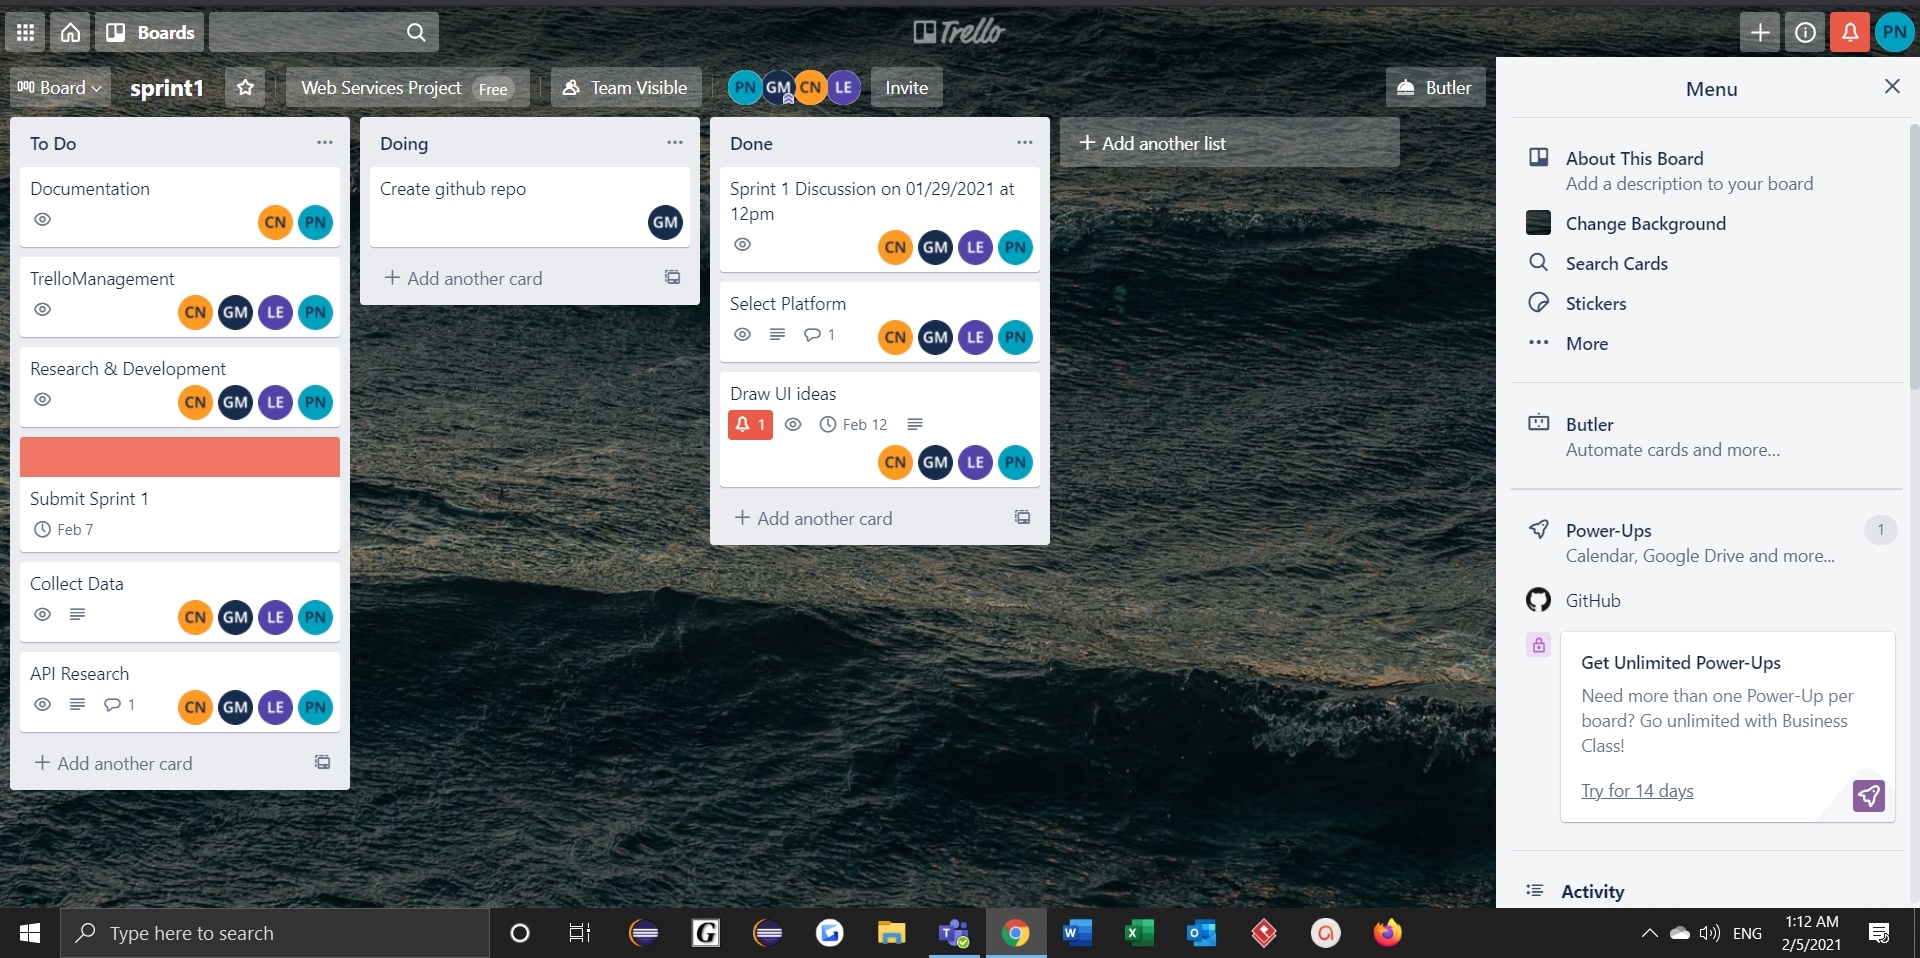 Boards
Trello
PN
Board
sprint1
Web Services Project Free
Team Visible
PN GM CN LE
Invite
Butler
To Do
Documentation
CN PN
TrelloManagement
CN GM LE PN
Research & Development
CN GM LE PN
Submit Sprint 1
Feb 7
Collect Data
CN GM LE PN
API Research
1
CN GM LE PN
+ Add another card
Doing
Create github repo
GM
+ Add another card
Done
Sprint 1 Discussion on 01/29/2021 at
12pm
CN GM LE PN
Select Platform
1
CN GM LE PN
Draw UI ideas
1 Feb 12
CN GM LE PN
+ Add another card
+ Add another list
Menu
About This Board
Add a description to your board
Change Background
Search Cards
Stickers
More
Butler
Automate cards and more...
Power-Ups 1
Calendar, Google Drive and more...
GitHub
Get Unlimited Power-Ups
Need more than one Power-Up per
board? Go unlimited with Business
Class!
Try for 14 days
Activity
Type here to search
ENG
1:12 AM
2/5/2021